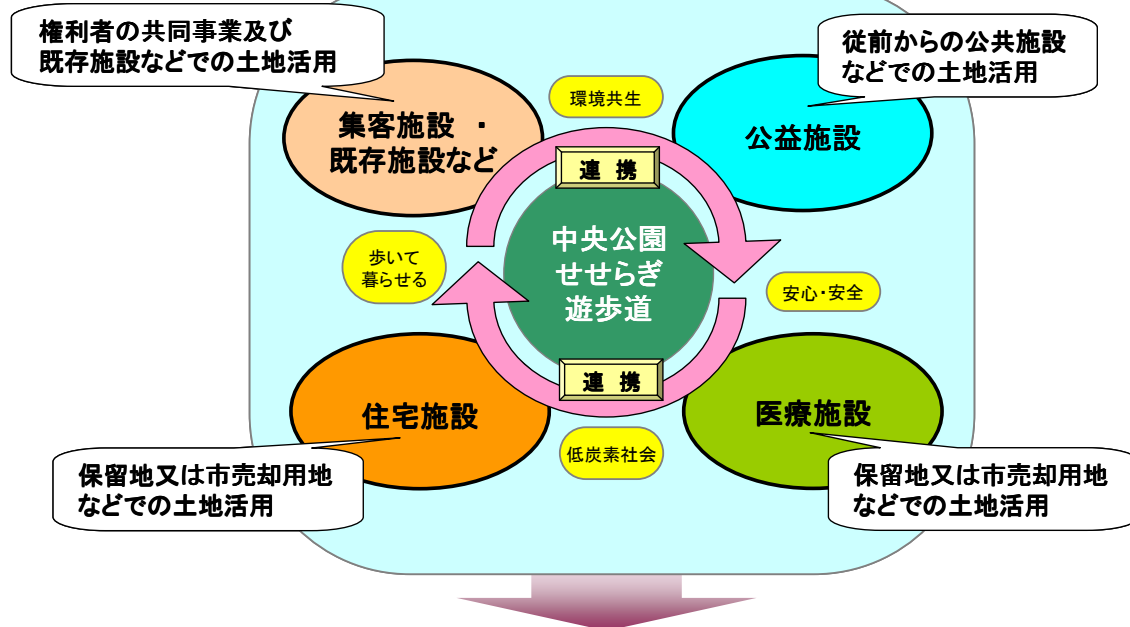 権利者の共同事業及び
既存施設などでの土地活用
従前からの公共施設
などでの土地活用
環境共生
集客施設 ・
既存施設など
公益施設
連 携
中央公園
せせらぎ
遊歩道
歩いて
暮らせる
安心・安全
連 携
住宅施設
医療施設
低炭素社会
保留地又は市売却用地
などでの土地活用
保留地又は市売却用地
などでの土地活用